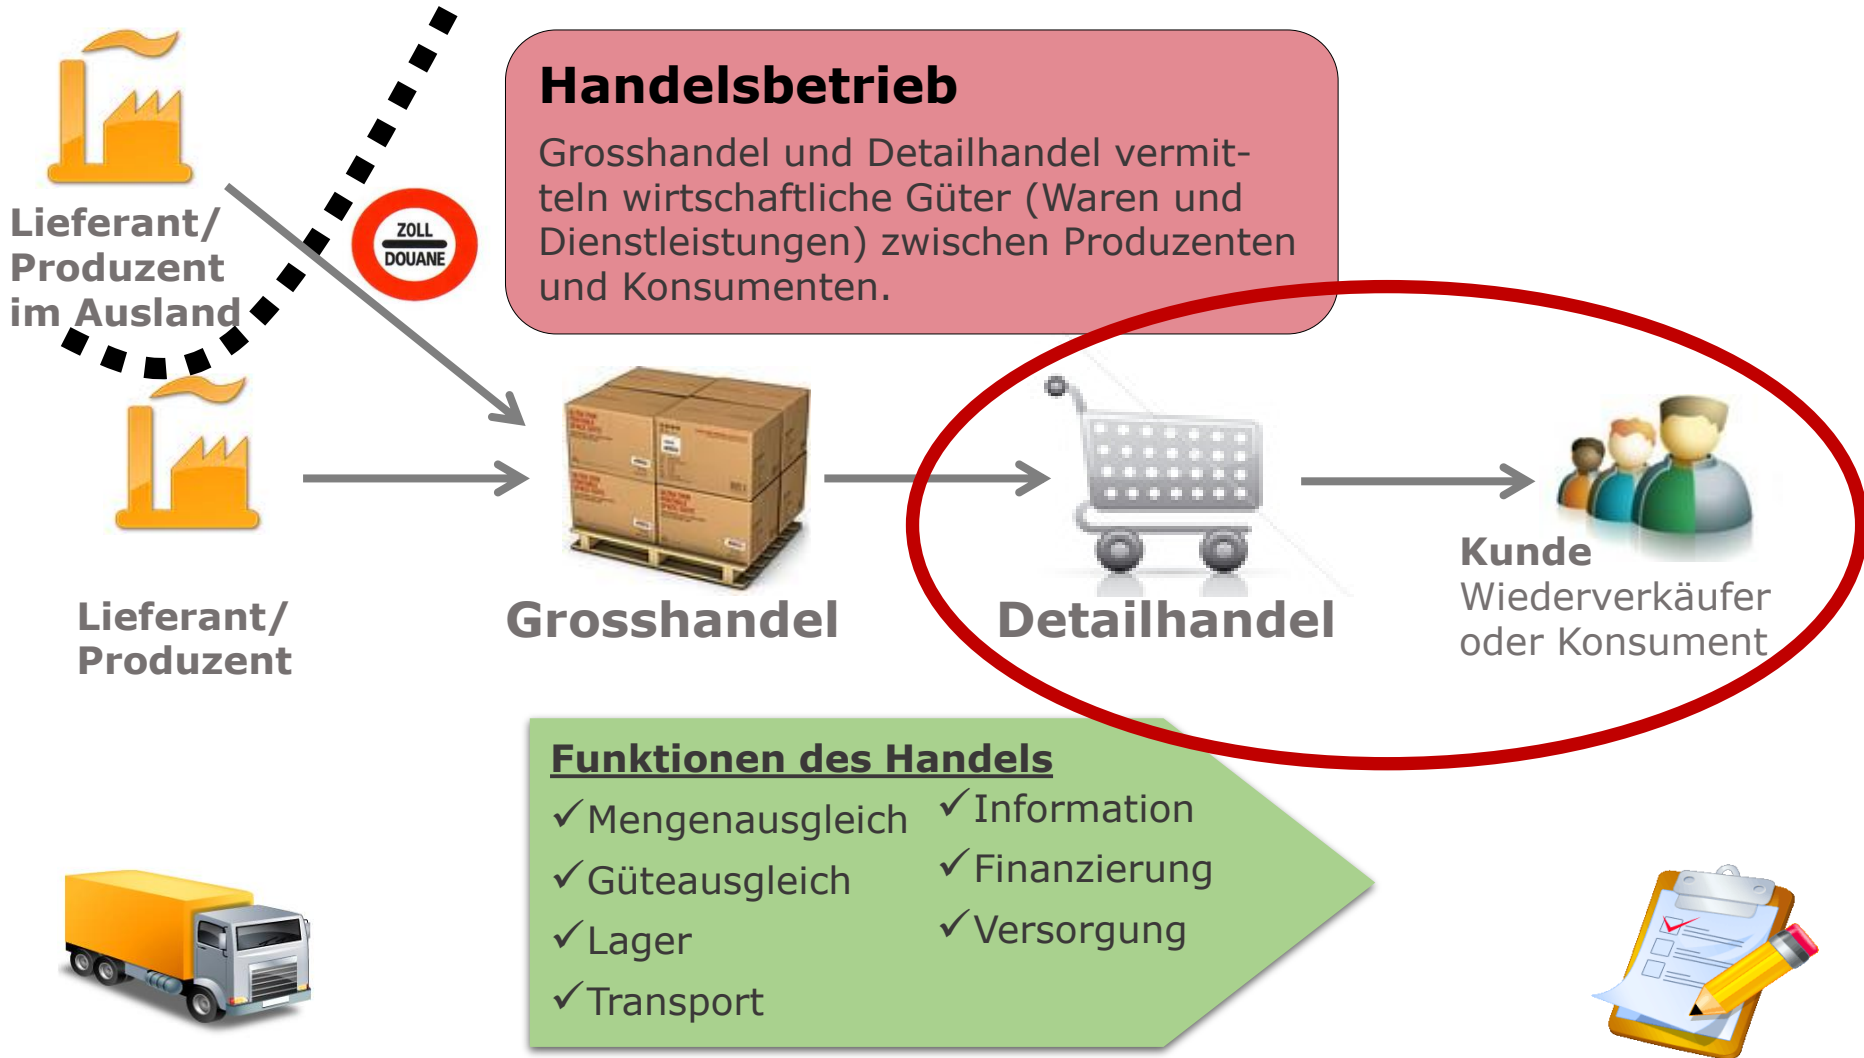 Handelsbetrieb
Grosshandel und Detailhandel vermit-
teln wirtschaftliche Güter (Waren und
Dienstleistungen) zwischen Produzenten
und Konsumenten.
Lieferant/
Produzent
im Ausland
ZOLL
DOUANE
Lieferant/
Produzent
Grosshandel
Detailhandel
Kunde
Wiederverkäufer
oder Konsument
Funktionen des Handels
✓Mengenausgleich
✓Güteausgleich
✓Lager
✓Transport
✓Information
✓Finanzierung
✓Versorgung